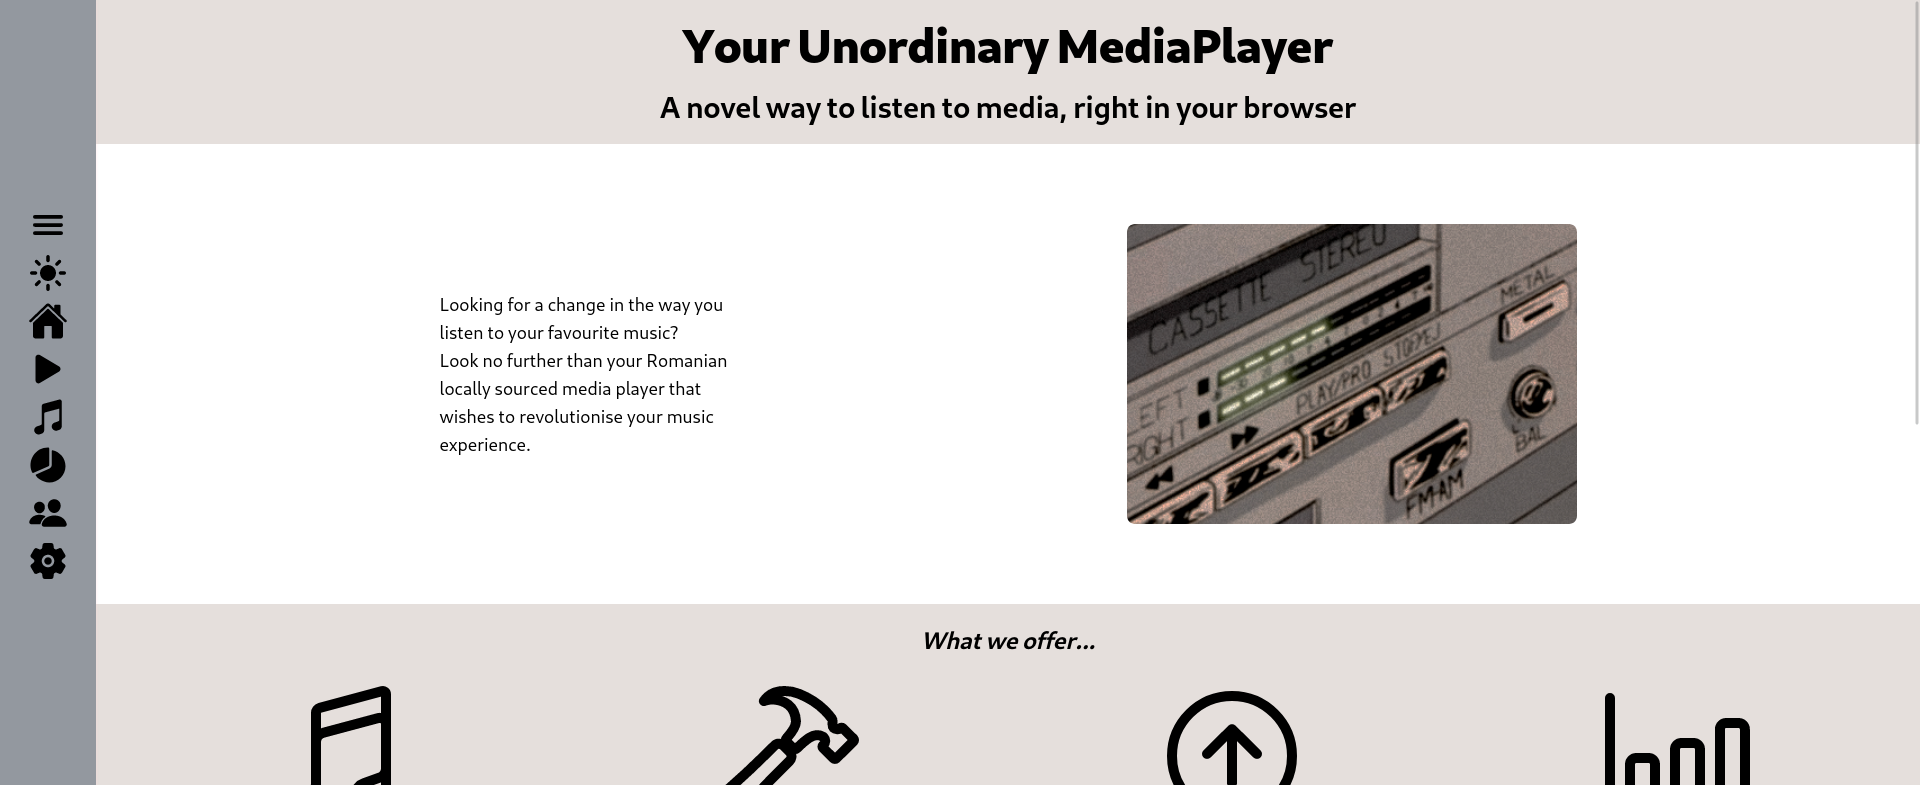 Your Unordinary MediaPlayer
A novel way to listen to media, right in your browser
Looking for a change in the way you
listen to your favourite music?
Look no further than your Romanian
locally sourced media player that
wishes to revolutionise your music
experience.
CASSETTE STEREO
METAL
LEFT
RIGHT
PLAY/PRO
BAL
FM-AM
What we offer...